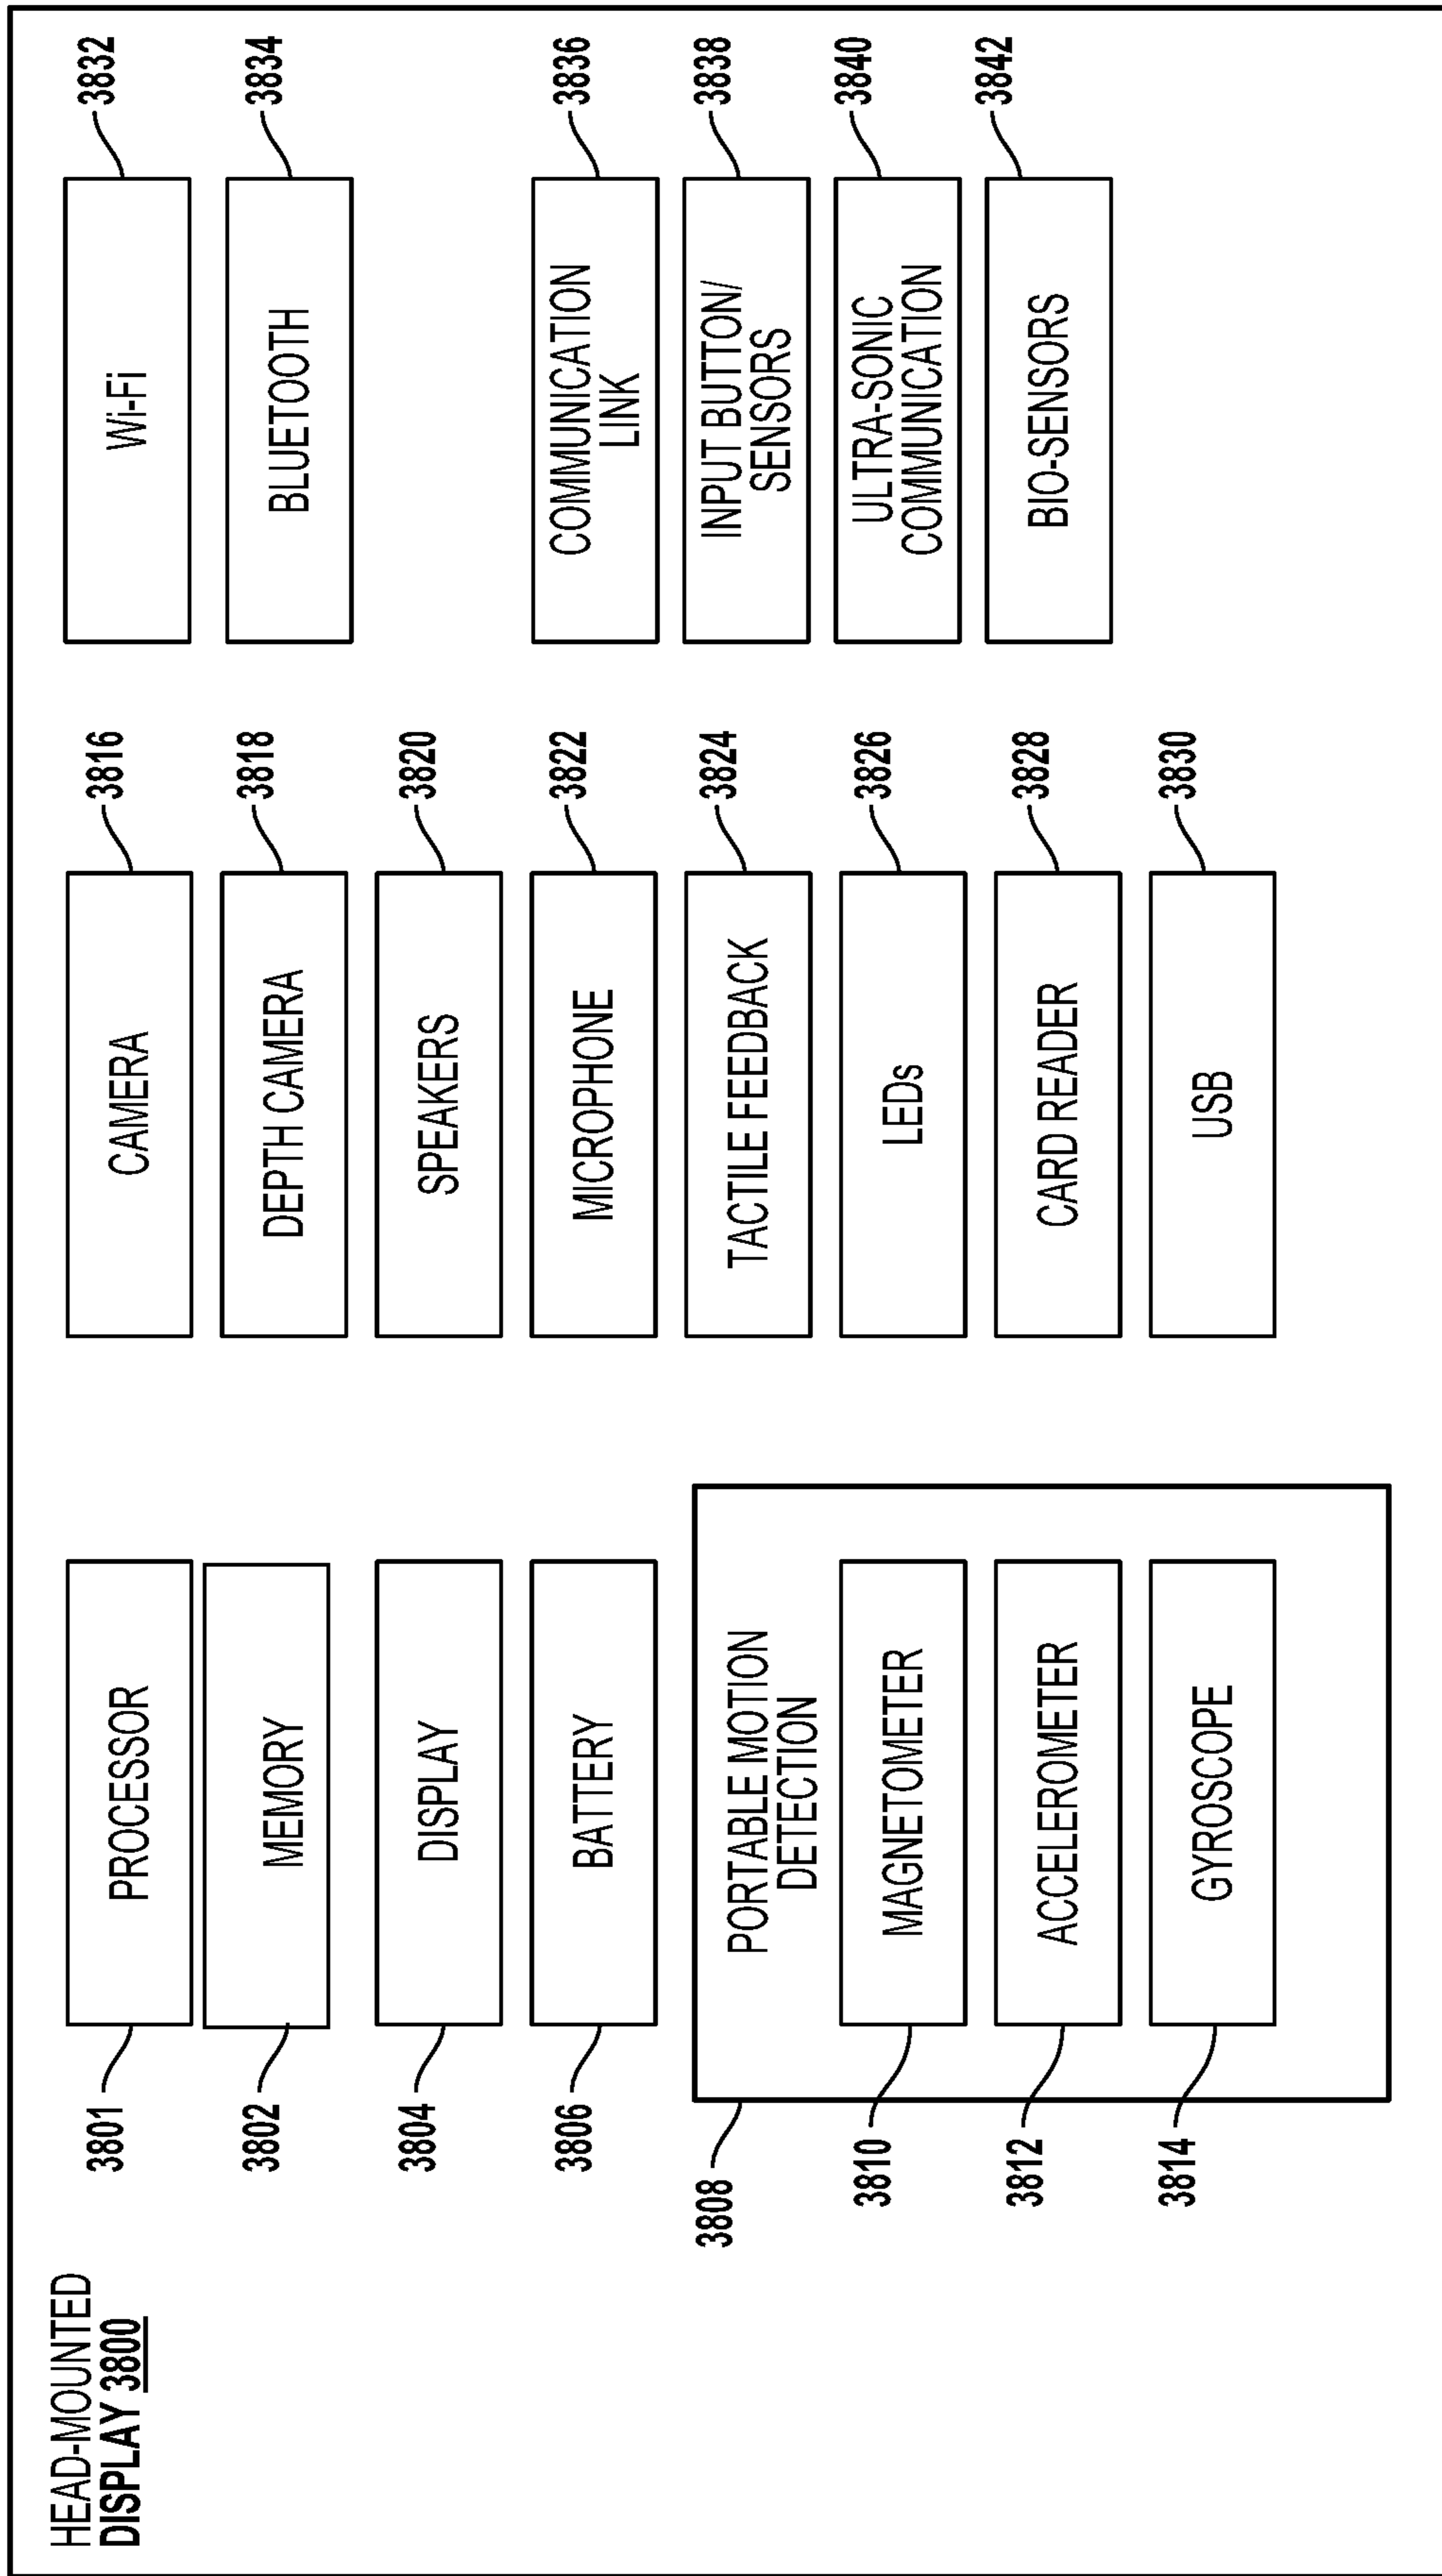 HEAD-MOUNTED
DISPLAY 3800
3801
PROCESSOR
3802
MEMORY
3804
DISPLAY
3806
BATTERY
3808
PORTABLE MOTION
DETECTION
3810
MAGNETOMETER
3812
ACCELEROMETER
3814
GYROSCOPE
CAMERA
3816
DEPTH CAMERA
3818
SPEAKERS
3820
MICROPHONE
3822
TACTILE FEEDBACK
3824
LEDs
3826
CARD READER
3828
USB
3830
Wi-Fi
3832
BLUETOOTH
3834
COMMUNICATION
LINK
3836
INPUT BUTTON/
SENSORS
3838
ULTRA-SONIC
COMMUNICATION
3840
BIO-SENSORS
3842